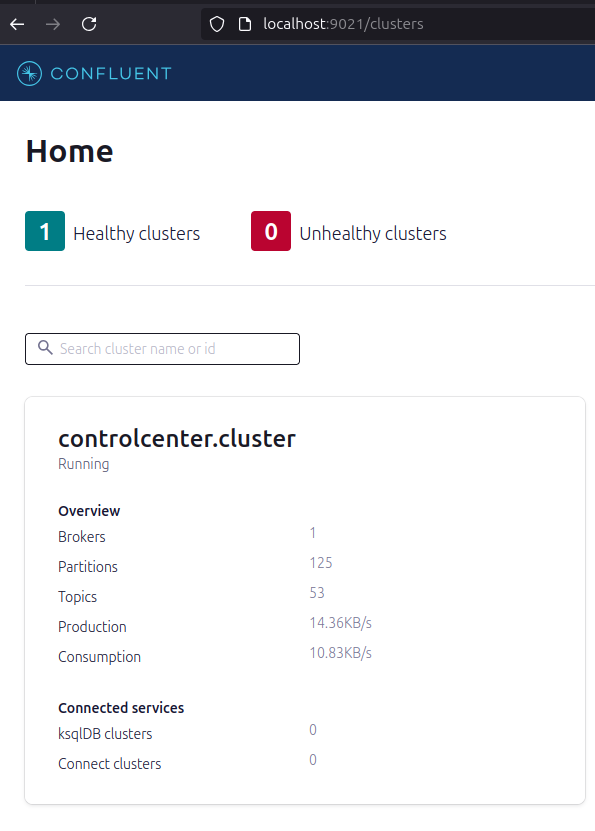 localhost:9021/clusters
CONFLUENT
Home
1 Healthy clusters 0 Unhealthy clusters
Search cluster name or id
controlcenter.cluster
Running
Overview
Brokers 1
Partitions 125
Topics 53
Production 14.36KB/s
Consumption 10.83KB/s
Connected services
ksqlDB clusters 0
Connect clusters 0